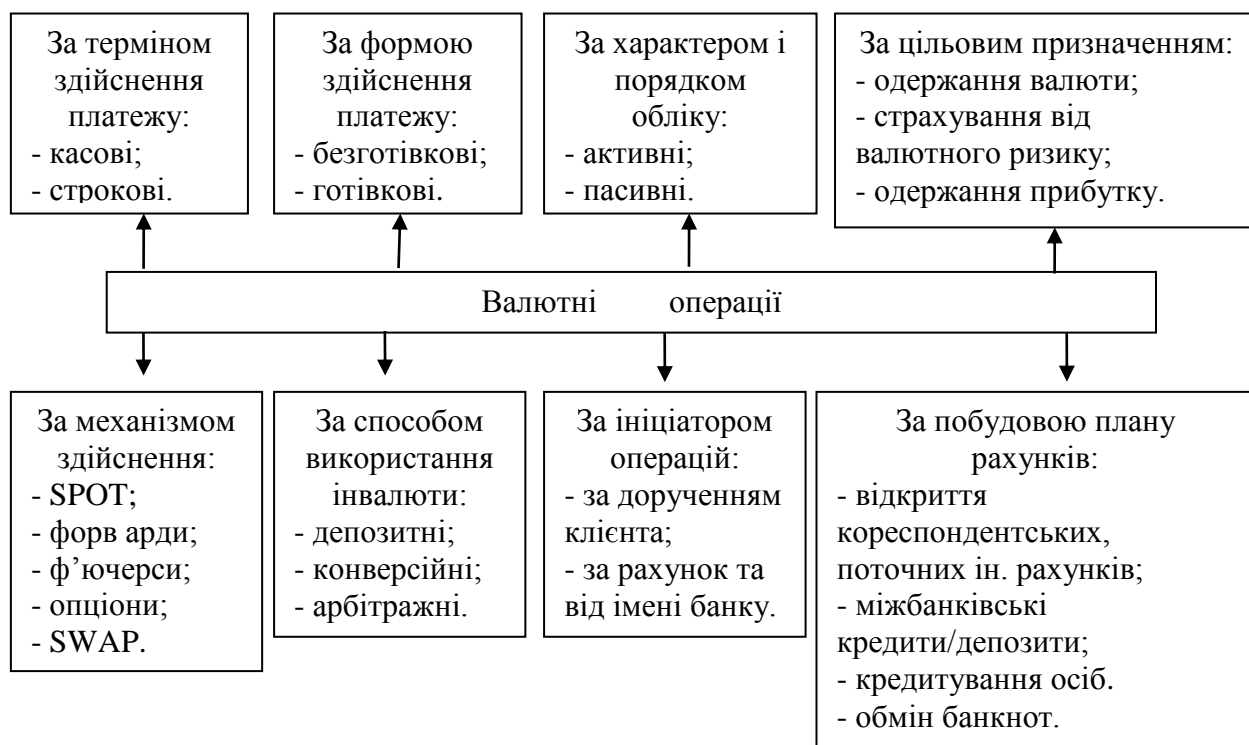 За терміном
здійснення
платежу:
- касові;
- строкові.
За формою
здійснення
платежу:
- безготівкові;
- готівкові.
За характером і
порядком
обліку:
- активні;
- пасивні.
За цільовим призначенням:
- одержання валюти;
- страхування від
валютного ризику;
- одержання прибутку.
Валютні операції
За механізмом
здійснення:
- SPOT;
- форв арди;
- ф’ючерси;
- опціони;
- SWAP.
За способом
використання
інвалюти:
- депозитні;
- конверсійні;
- арбітражні.
За ініціатором
операцій:
- за дорученням
клієнта;
- за рахунок та
від імені банку.
За побудовою плану
рахунків:
- відкриття
кореспондентських,
поточних ін. рахунків;
- міжбанківські
кредити/депозити;
- кредитування осіб.
- обмін банкнот.